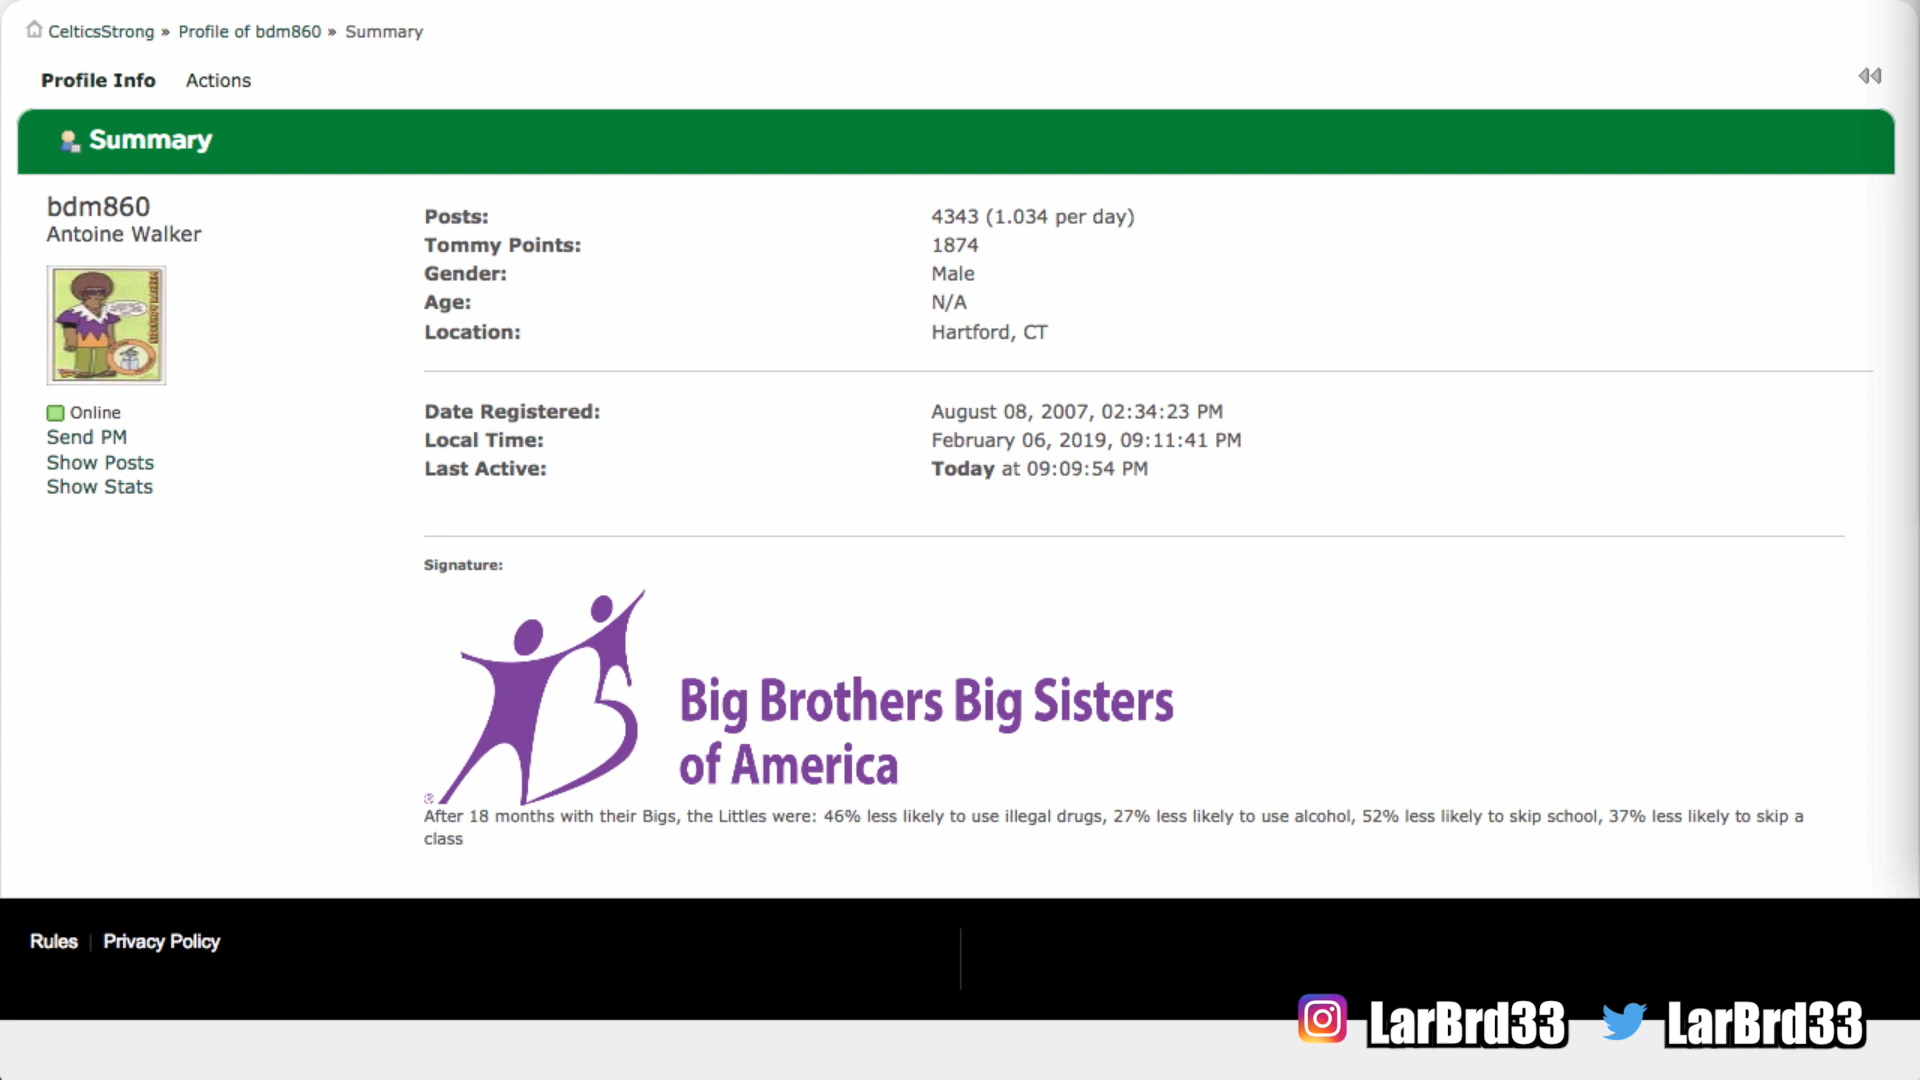 CelticsStrong » Profile of bdm860 » Summary
Profile Info Actions
Summary
bdm860
Antoine Walker
Online
Send PM
Show Posts
Show Stats
Posts: 4343 (1.034 per day)
Tommy Points: 1874
Gender: Male
Age: N/A
Location: Hartford, CT
Date Registered: August 08, 2007, 02:34:23 PM
Local Time: February 06, 2019, 09:11:41 PM
Last Active: Today at 09:09:54 PM
Signature:
Big Brothers Big Sisters
of America
®
After 18 months with their Bigs, the Littles were: 46% less likely to use illegal drugs, 27% less likely to use alcohol, 52% less likely to skip school, 37% less likely to skip a
class
Rules | Privacy Policy
LarBrd33 LarBrd33